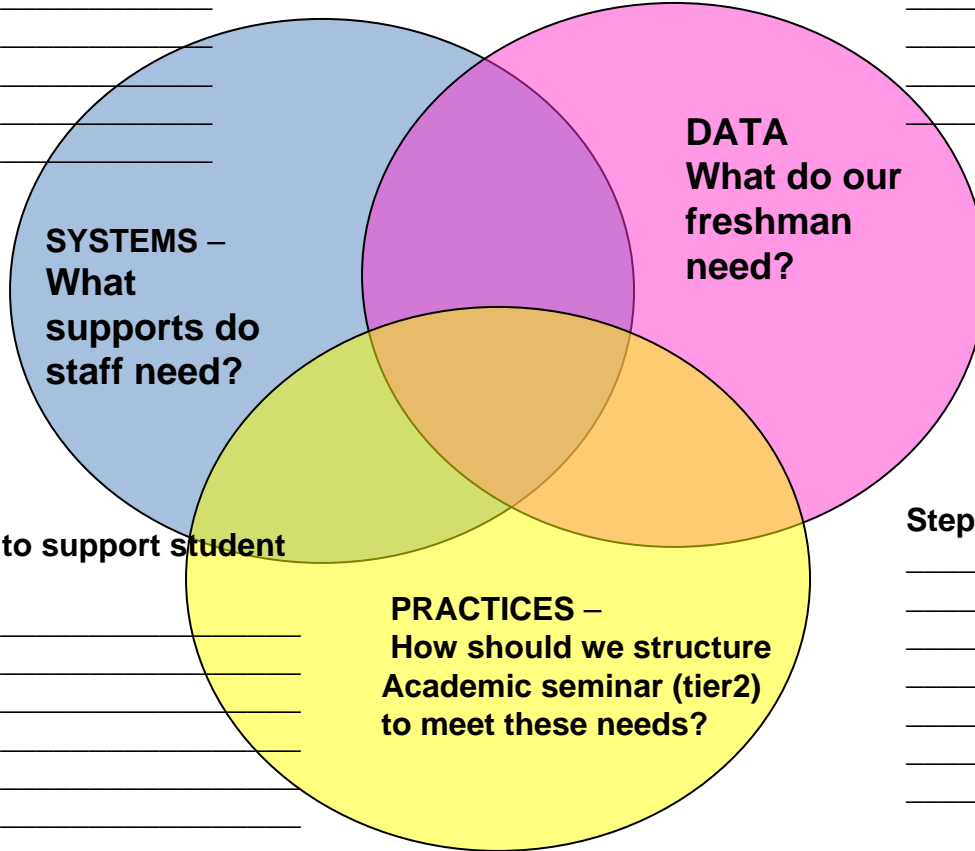 DATA
What do our
freshman
need?
SYSTEMS –
What
supports do
staff need?
Step
to support student
PRACTICES –
How should we structure
Academic seminar (tier2)
to meet these needs?